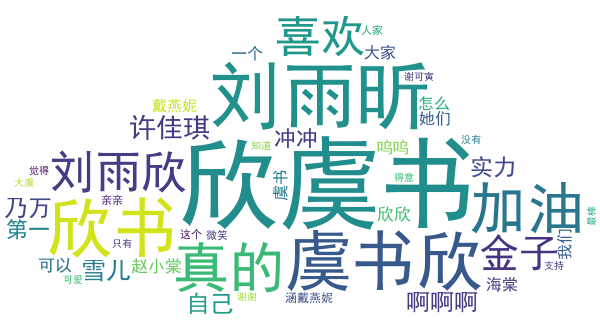 人家
喜欢
一个
大家
刘雨昕
谢可寅
戴燕妮
怎么
她们
许佳琪
冲冲
没有
欣虞书
知道
呜呜
刘雨欣
觉得
实力
得意
大虞
虞书
加油
亲亲
乃万
欣书
欣欣
最棒
第一
这个
微笑
只有
虞书欣
金子
我们
真的
可以
雪儿
赵小棠
支持
可爱
海棠
自己
谢谢
涵戴燕妮
啊啊啊